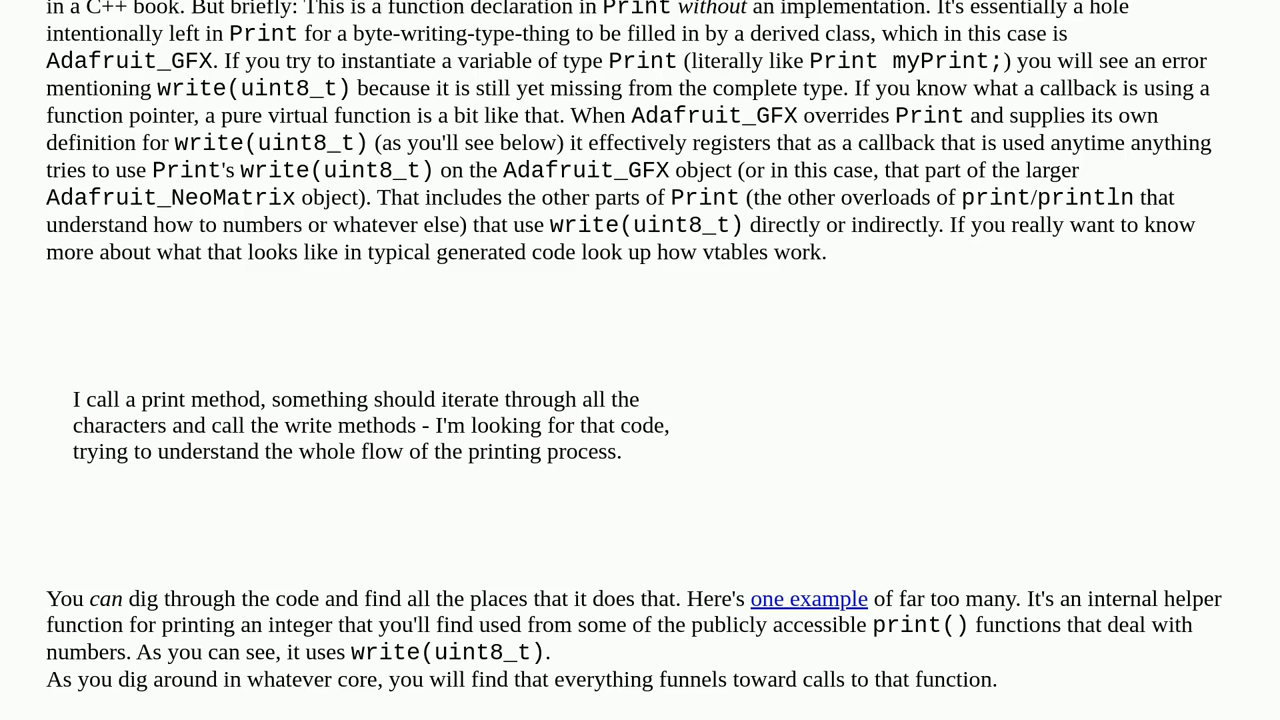 in a C++ book. But briefly: This is a function declaration in Print without an implementation. It's essentially a hole
intentionally left in Print for a byte-writing-type-thing to be filled in by a derived class, which in this case is
Adafruit_GFX. If you try to instantiate a variable of type Print (literally like Print myPrint;) you will see an error
mentioning write(uint8_t) because it is still yet missing from the complete type. If you know what a callback is using a
function pointer, a pure virtual function is a bit like that. When Adafruit_GFX overrides Print and supplies its own
definition for write(uint8_t) (as you'll see below) it effectively registers that as a callback that is used anytime anything
tries to use Print's write(uint8_t) on the Adafruit_GFX object (or in this case, that part of the larger
Adafruit_NeoMatrix object). That includes the other parts of Print (the other overloads of print/println that
understand how to numbers or whatever else) that use write(uint8_t) directly or indirectly. If you really want to know
more about what that looks like in typical generated code look up how vtables work.
I call a print method, something should iterate through all the
characters and call the write methods - I'm looking for that code,
trying to understand the whole flow of the printing process.
You can dig through the code and find all the places that it does that. Here's one example of far too many. It's an internal helper
function for printing an integer that you'll find used from some of the publicly accessible print() functions that deal with
numbers. As you can see, it uses write(uint8_t).
As you dig around in whatever core, you will find that everything funnels toward calls to that function.